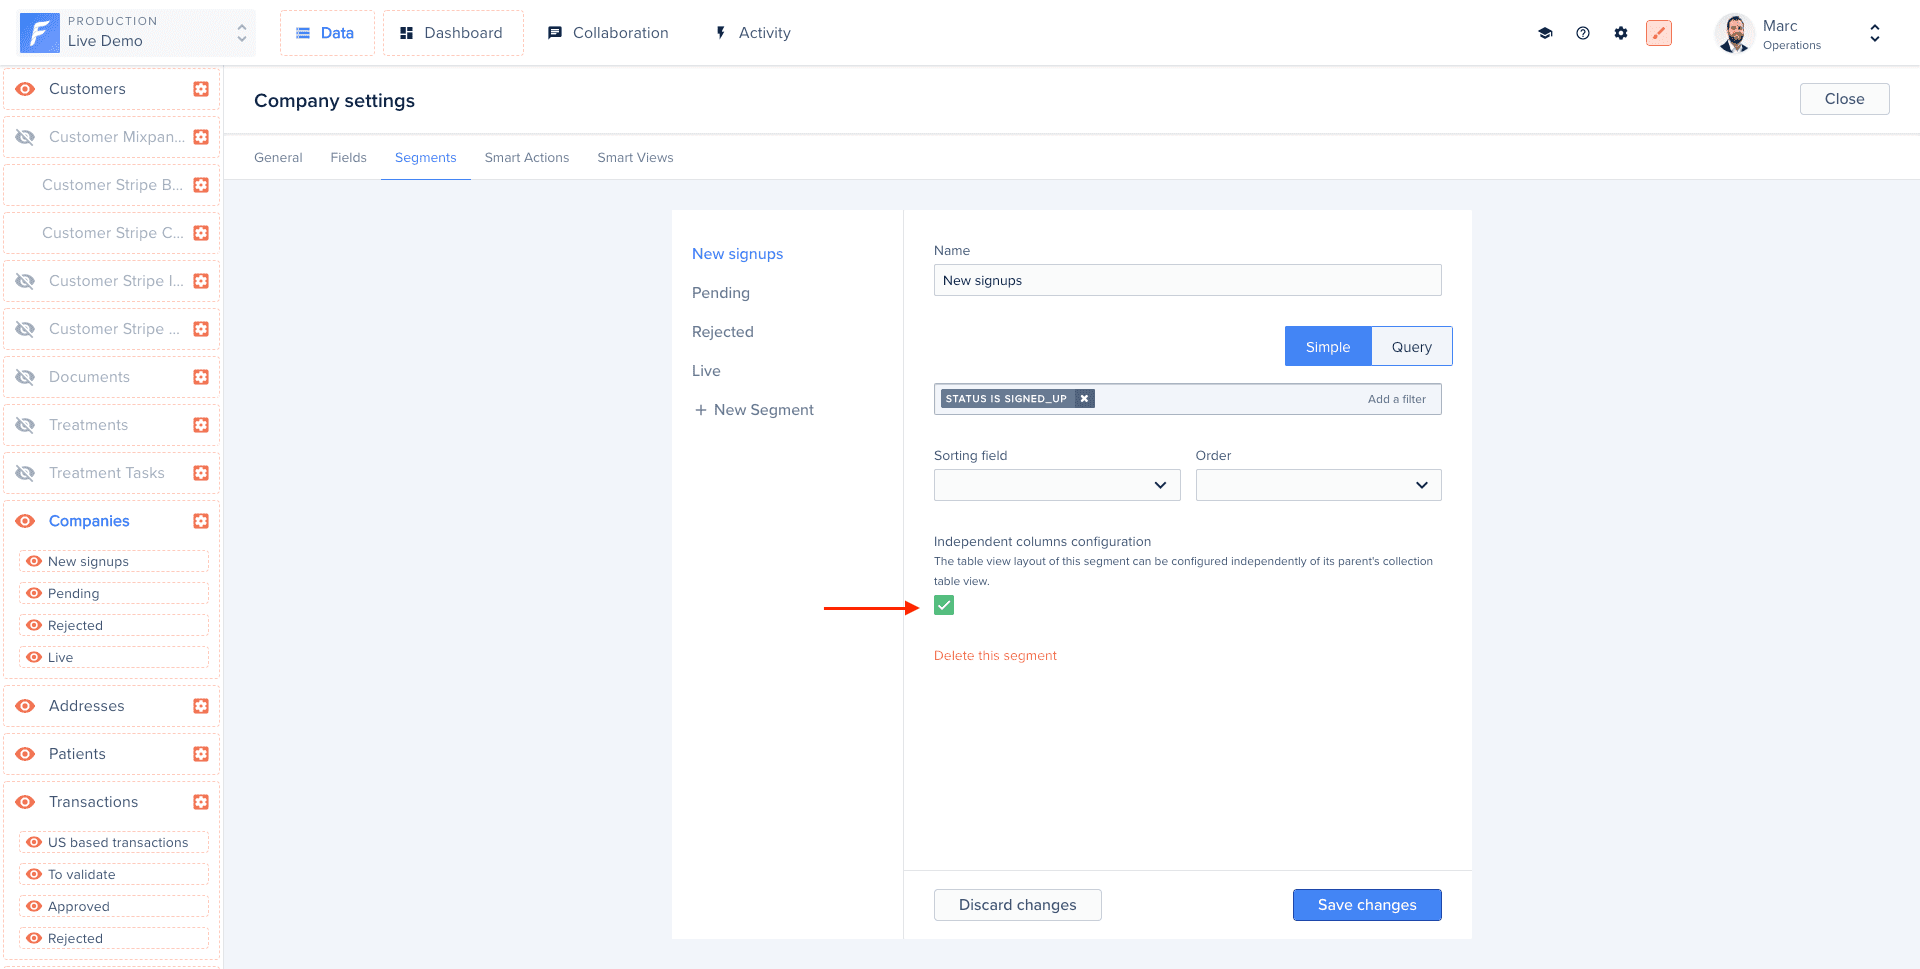 PRODUCTION
Live Demo
Data
Dashboard
Collaboration
Activity
Marc
Operations
Customers
Customer Mixpan...
Customer Stripe B...
Customer Stripe C...
Customer Stripe I...
Customer Stripe ...
Documents
Treatments
Treatment Tasks
Companies
New signups
Pending
Rejected
Live
Addresses
Patients
Transactions
US based transactions
To validate
Approved
Rejected
Company settings
Close
General
Fields
Segments
Smart Actions
Smart Views
New signups
Pending
Rejected
Live
+ New Segment
Name
New signups
Simple
Query
STATUS IS SIGNED_UP
Add a filter
Sorting field
Order
Independent columns configuration
The table view layout of this segment can be configured independently of its parent's collection
table view.
Delete this segment
Discard changes
Save changes